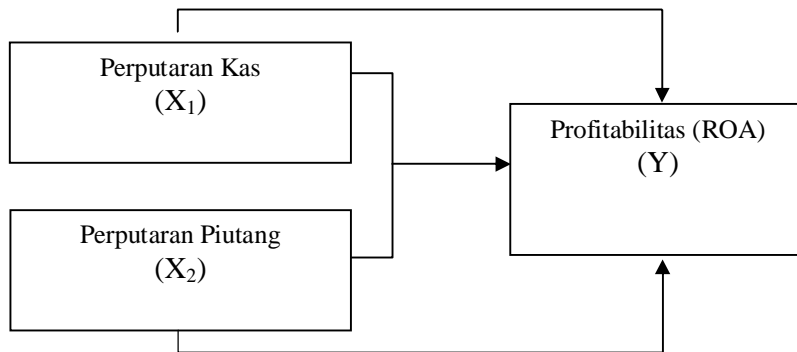 Perputaran Kas
(X₁)
Profitabilitas (ROA)
(Y)
Perputaran Piutang
(X₂)